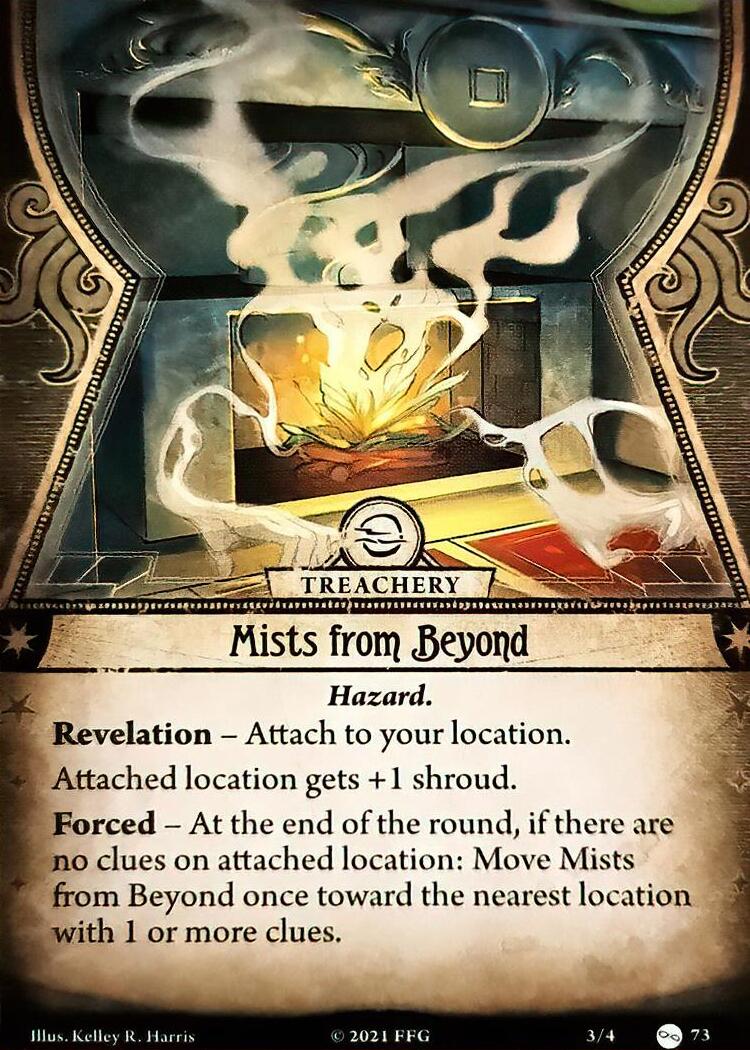 TREACHERY
Mists from Beyond
Hazard.
Revelation – Attach to your location.
Attached location gets +1 shroud.
Forced – At the end of the round, if there are
no clues on attached location: Move Mists
from Beyond once toward the nearest location
with 1 or more clues.
Illus. Kelley R. Harris © 2021 FFG 3/4 73